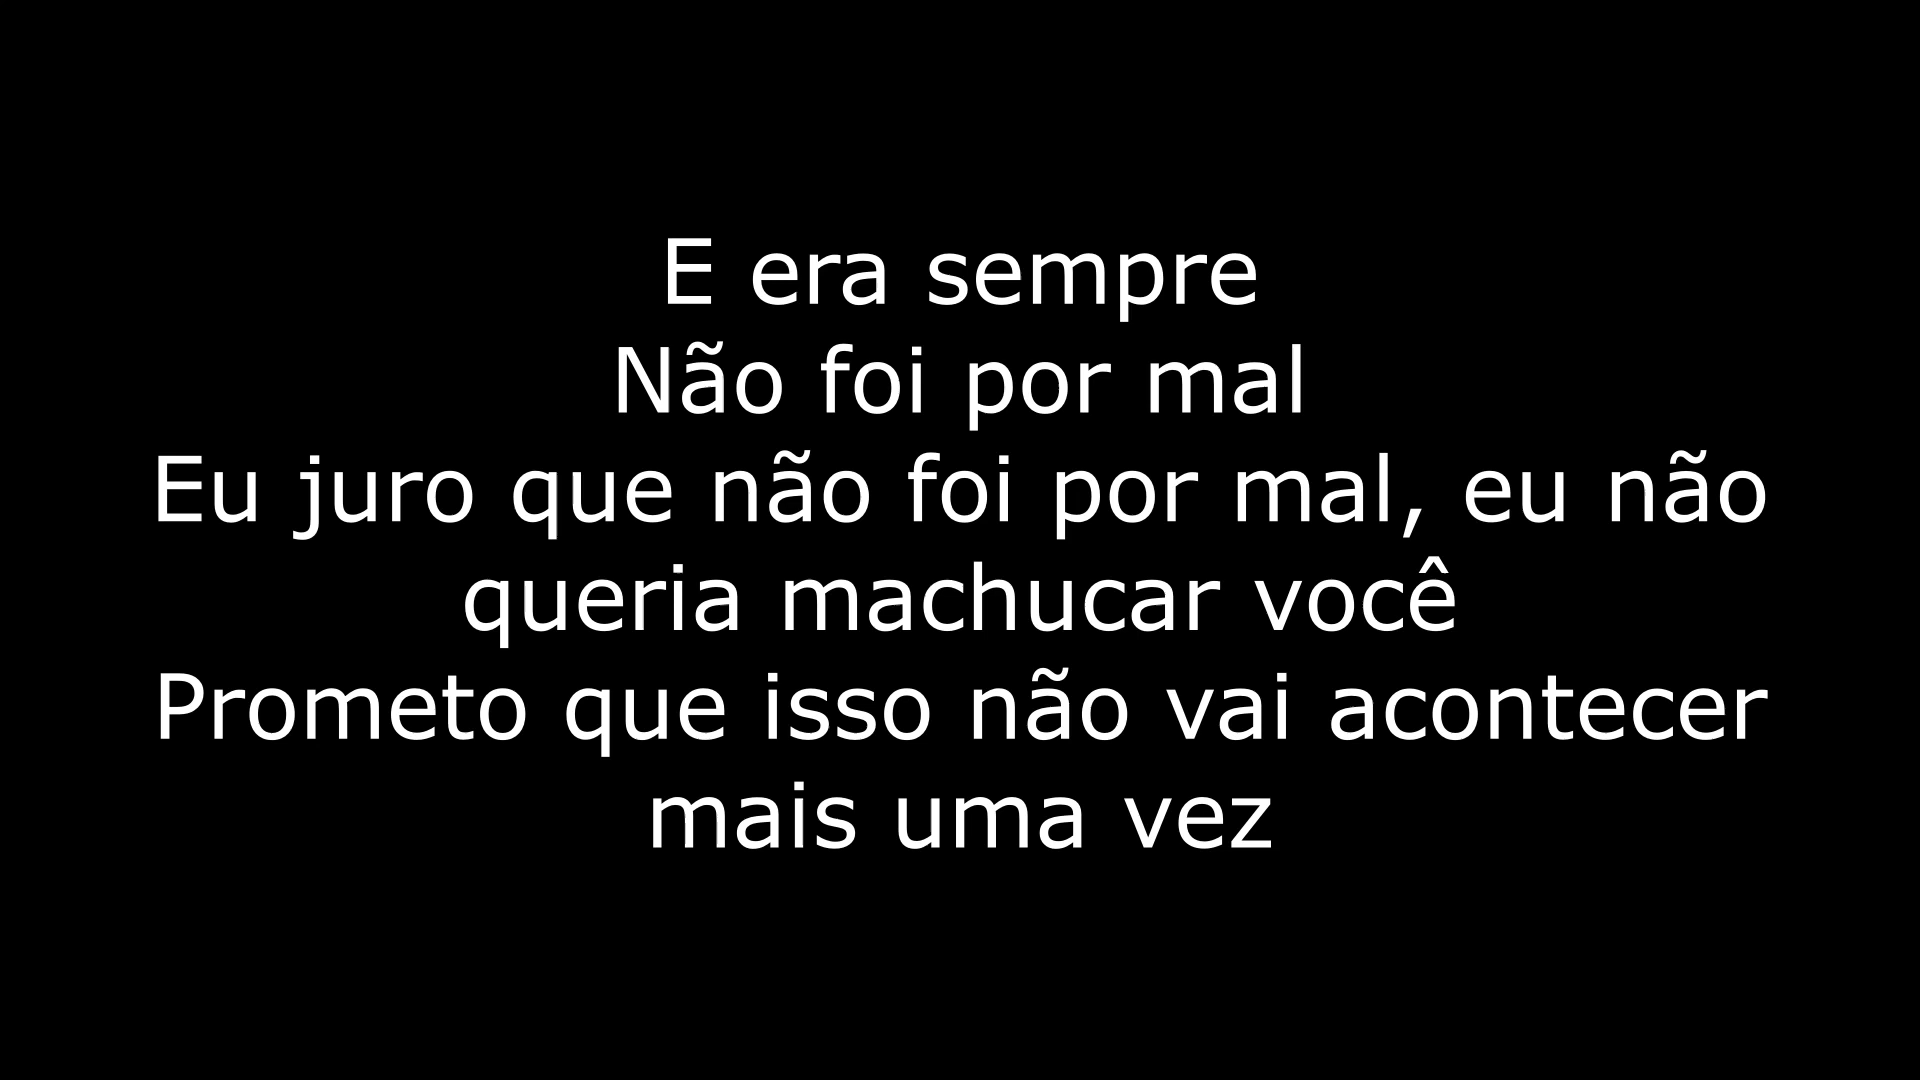 E era sempre
Não foi por mal
Eu juro que não foi por mal, eu não
queria machucar você
Prometo que isso não vai acontecer
mais uma vez